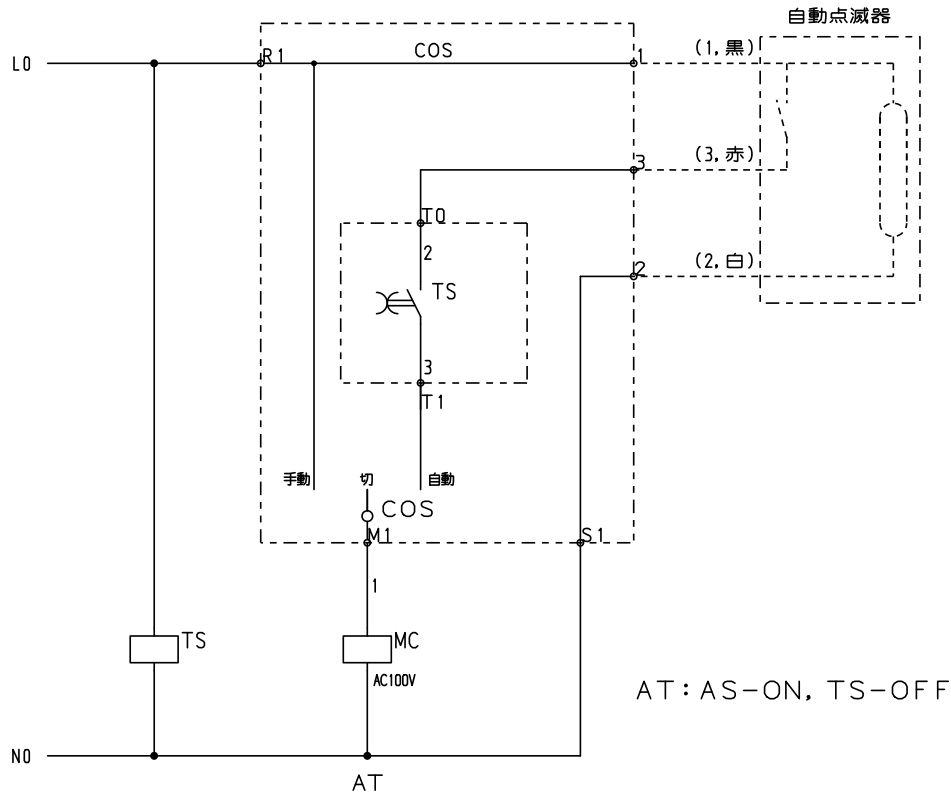 自動点滅器
COS
(1,黒)
L0
R1
1
(3,赤)
3
T0
2
(2,白)
2
TS
3
T1
手動
切
自動
COS
M1
S1
1
TS
MC
AC100V
AT:AS-ON, TS-OFF
N0
AT